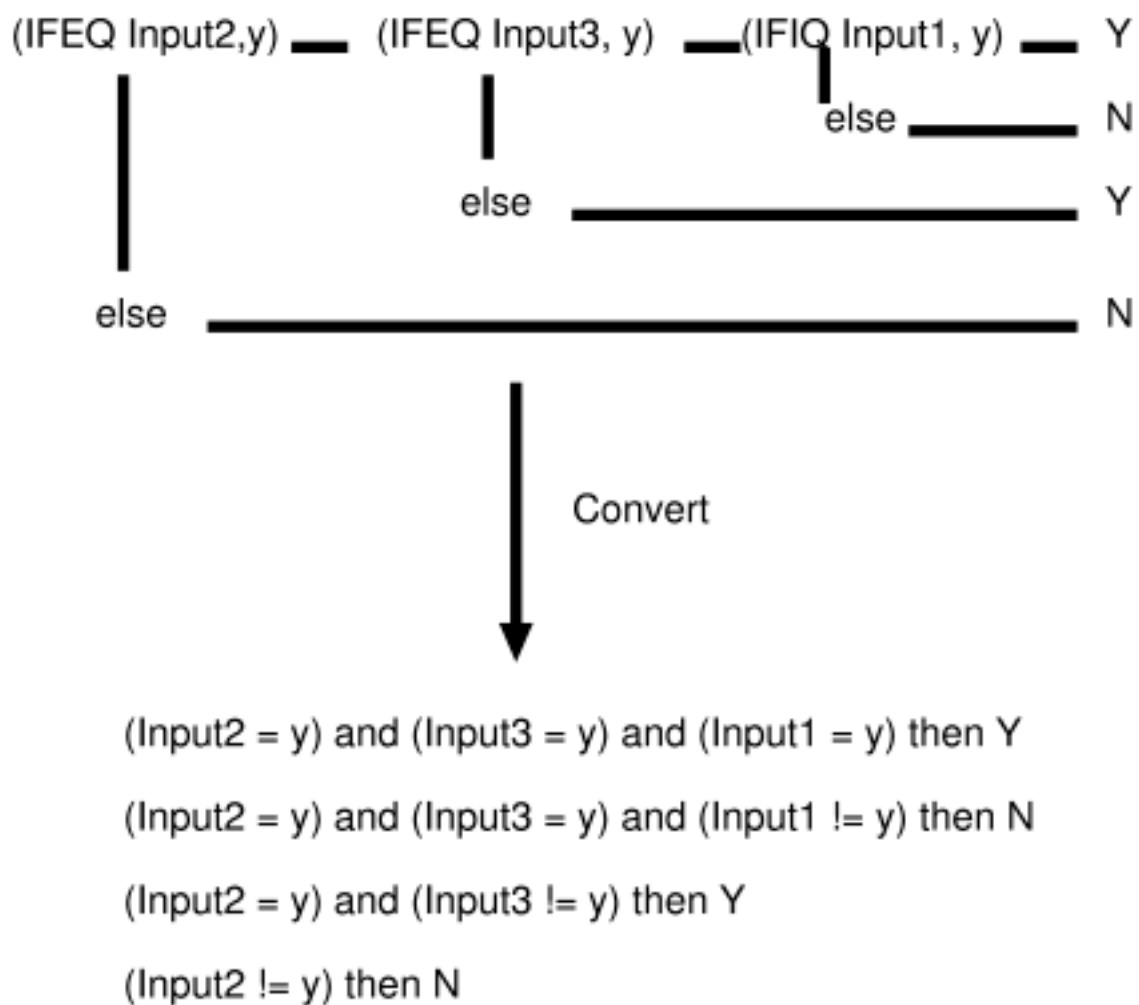 (IFEQ Input2,y) (IFEQ Input3, y) (IFIQ Input1, y) Y
else N
else Y
else N
Convert
(Input2 = y) and (Input3 = y) and (Input1 = y) then Y
(Input2 = y) and (Input3 = y) and (Input1 != y) then N
(Input2 = y) and (Input3 != y) then Y
(Input2 != y) then N